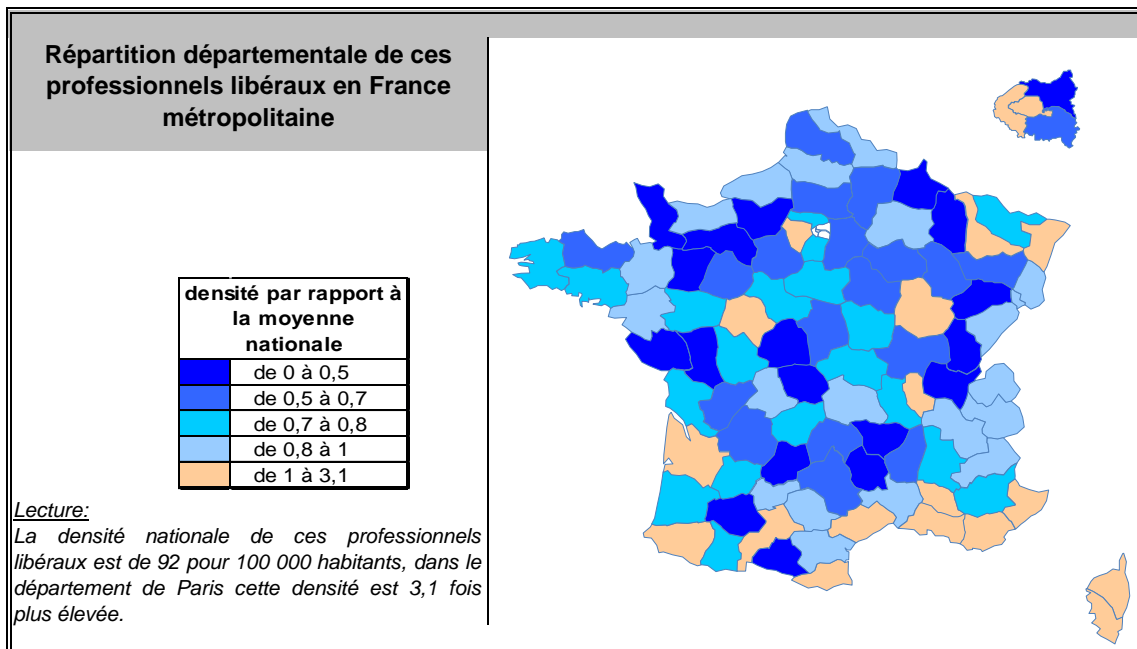 Répartition départementale de ces
professionnels libéraux en France
métropolitaine
densité par rapport à
la moyenne
nationale
de 0 à 0,5
de 0,5 à 0,7
de 0,7 à 0,8
de 0,8 à 1
de 1 à 3,1
Lecture:
La densité nationale de ces professionnels
libéraux est de 92 pour 100 000 habitants, dans le
département de Paris cette densité est 3,1 fois
plus élevée.